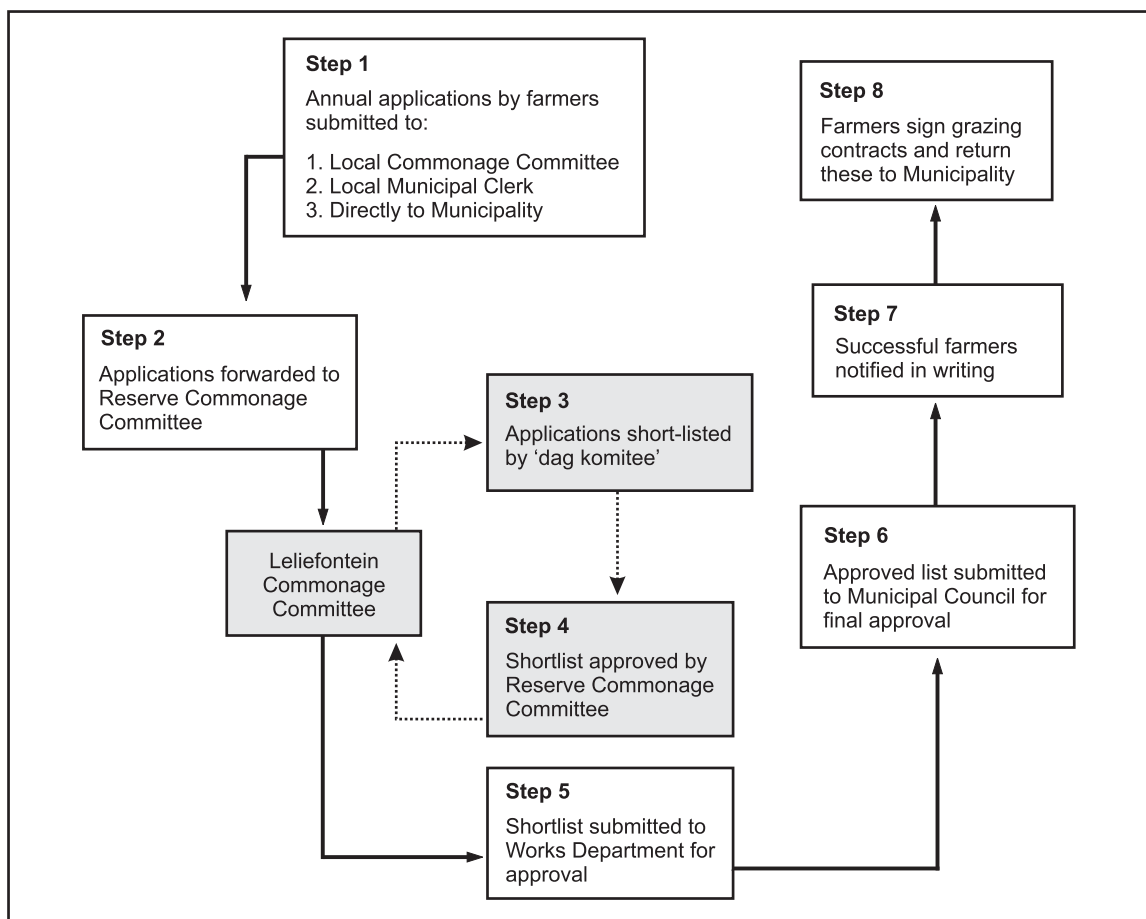 Step 1
Annual applications by farmers
submitted to:
1. Local Commonage Committee
2. Local Municipal Clerk
3. Directly to Municipality
Step 2
Applications forwarded to
Reserve Commonage
Committee
Leliefontein
Commonage
Committee
Step 3
Applications short-listed
by ‘dag komitee’
Step 4
Shortlist approved by
Reserve Commonage
Committee
Step 5
Shortlist submitted to
Works Department for
approval
Step 6
Approved list submitted
to Municipal Council for
final approval
Step 7
Successful farmers
notified in writing
Step 8
Farmers sign grazing
contracts and return
these to Municipality